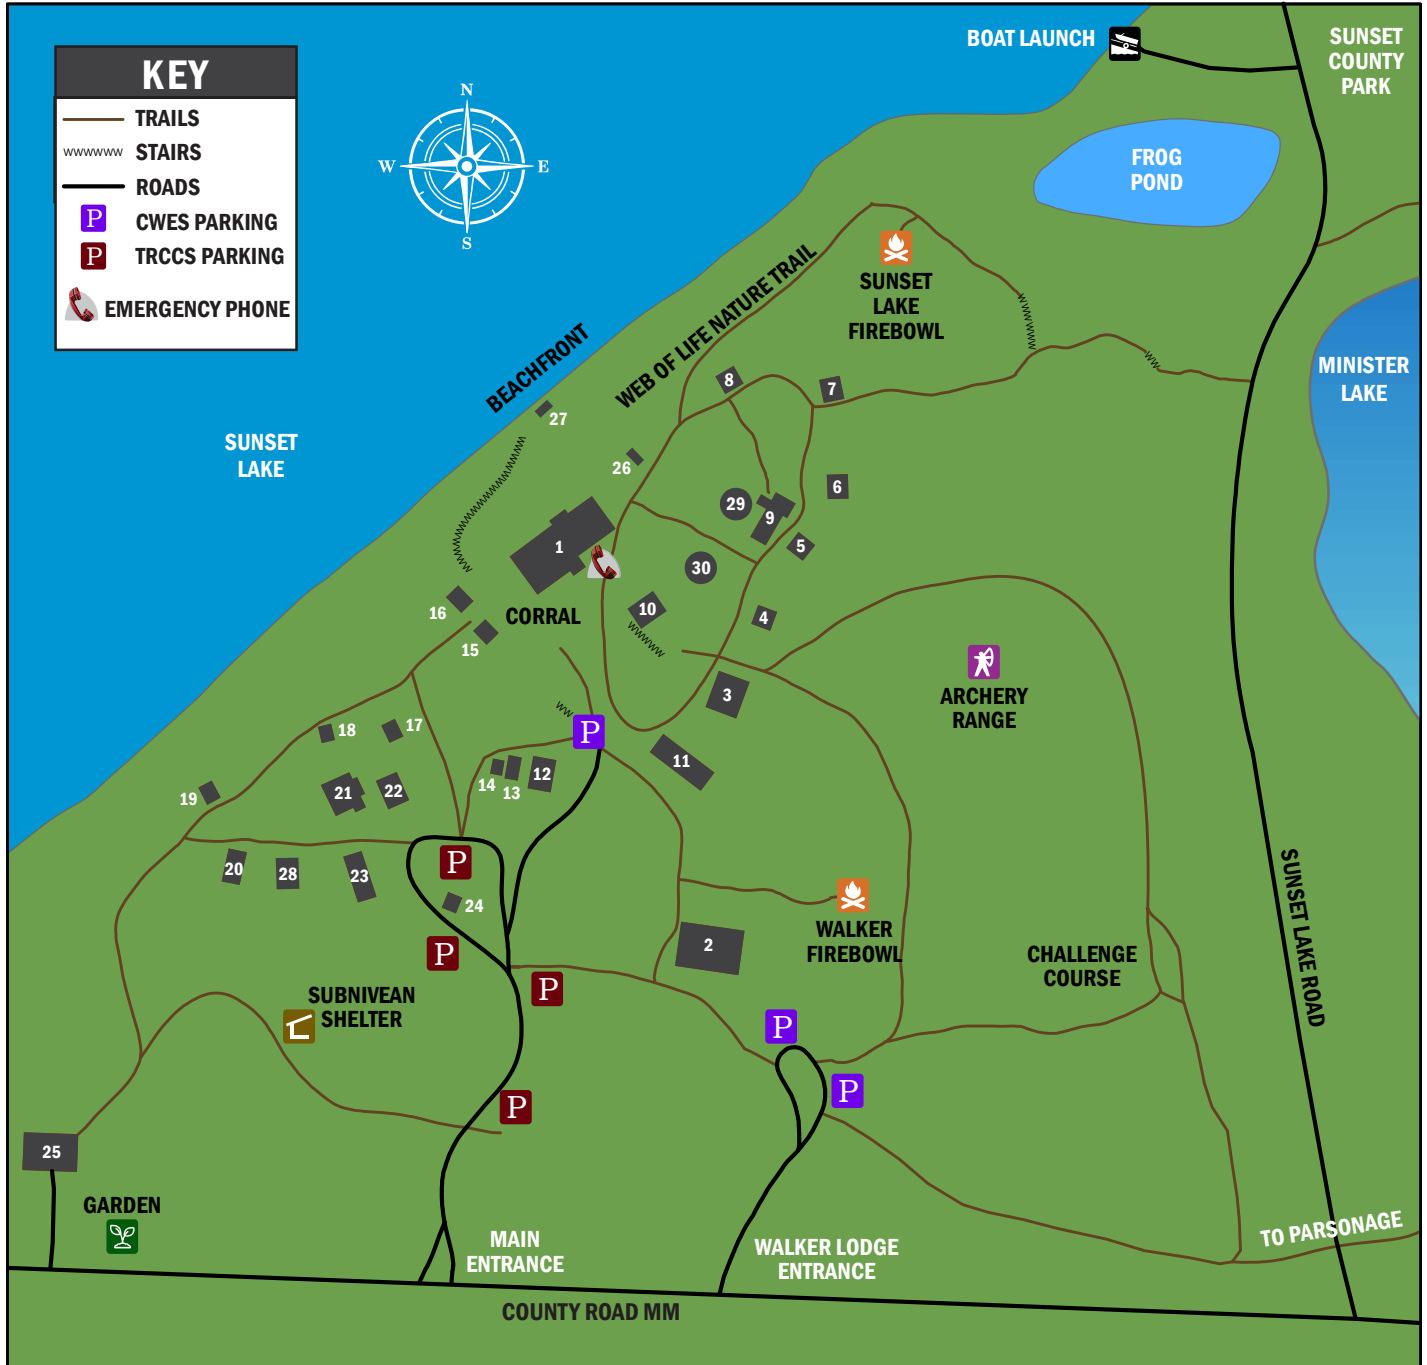 BOAT LAUNCH
SUNSET
COUNTY
PARK
KEY
TRAILS
STAIRS
ROADS
P CWES PARKING
P TRCCS PARKING
EMERGENCY PHONE
N
W
E
S
FROG
POND
WEB OF LIFE NATURE TRAIL
SUNSET
LAKE
FIREBOWL
BEACHFRONT
MINISTER
LAKE
SUNSET
LAKE
8
7
27
26
6
29
9
5
1
30
10
4
16
CORRAL
15
3
ARCHERY
RANGE
18
17
P
11
14
13
12
19
21
22
20
28
23
P
24
P
P
2
WALKER
FIREBOWL
CHALLENGE
COURSE
SUNSET LAKE ROAD
SUBNIVEAN
SHELTER
P
P
P
25
GARDEN
MAIN
ENTRANCE
WALKER LODGE
ENTRANCE
TO PARSONAGE
COUNTY ROAD MM